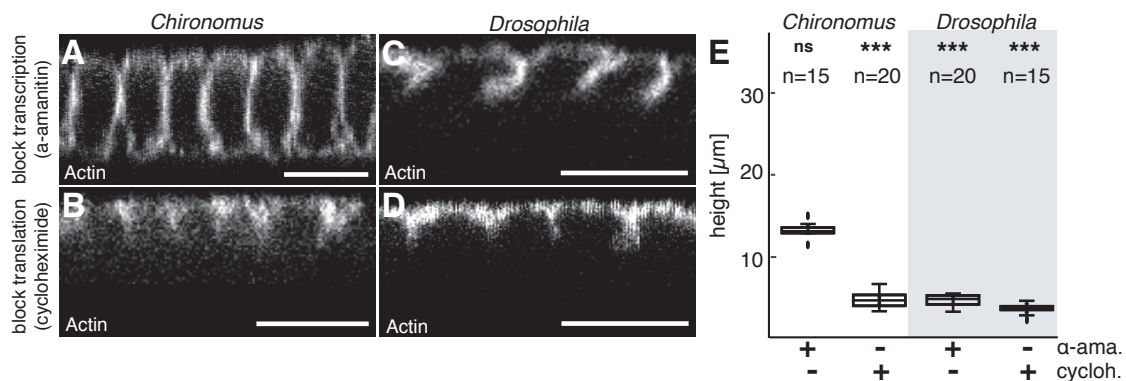 Chironomus
Drosophila
block transcription
(a-amanitin)
A
Actin
C
Actin
block translation
(cycloheximide)
B
Actin
D
Actin
E
Chironomus
Drosophila
ns *** *** ***
n=15 n=20 n=20 n=15
height [µm]
30
20
10
+ - + - α-ama.
- + - + cycloh.